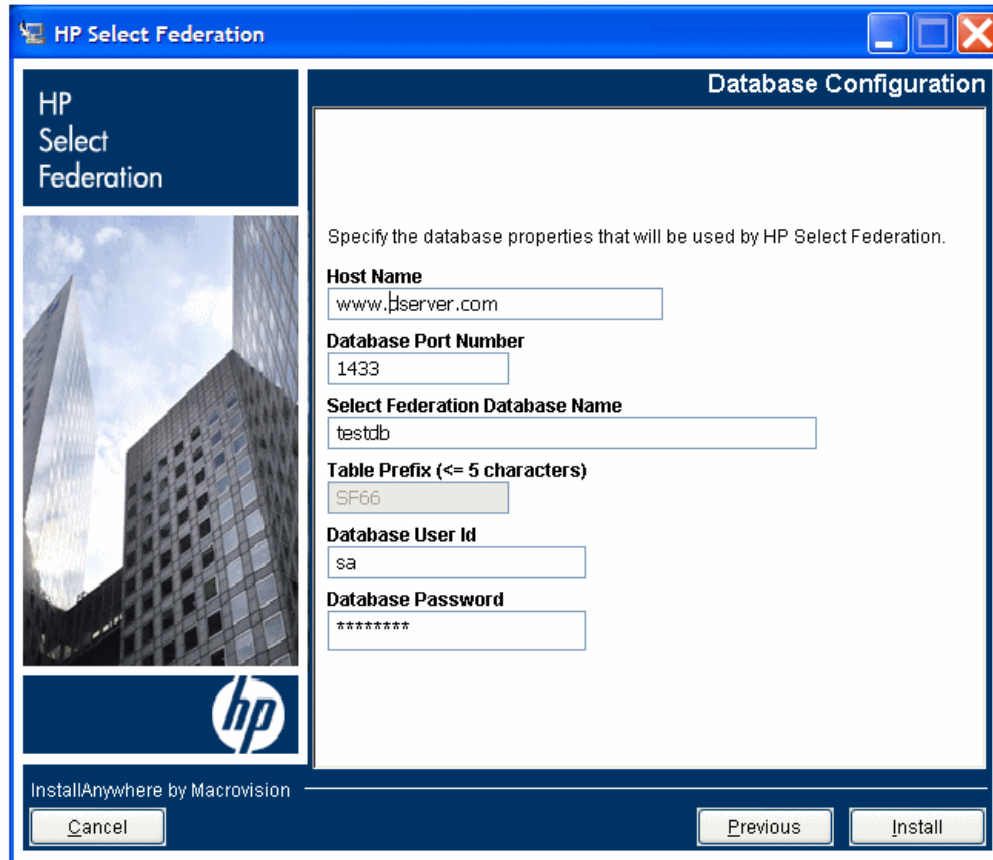 HP Select Federation
HP
Select
Federation
Database Configuration
Specify the database properties that will be used by HP Select Federation.
Host Name
www.dserver.com
Database Port Number
1433
Select Federation Database Name
testdb
Table Prefix (<= 5 characters)
SF66
Database User Id
sa
Database Password
********
hp
InstallAnywhere by Macrovision
Cancel
Previous
Install